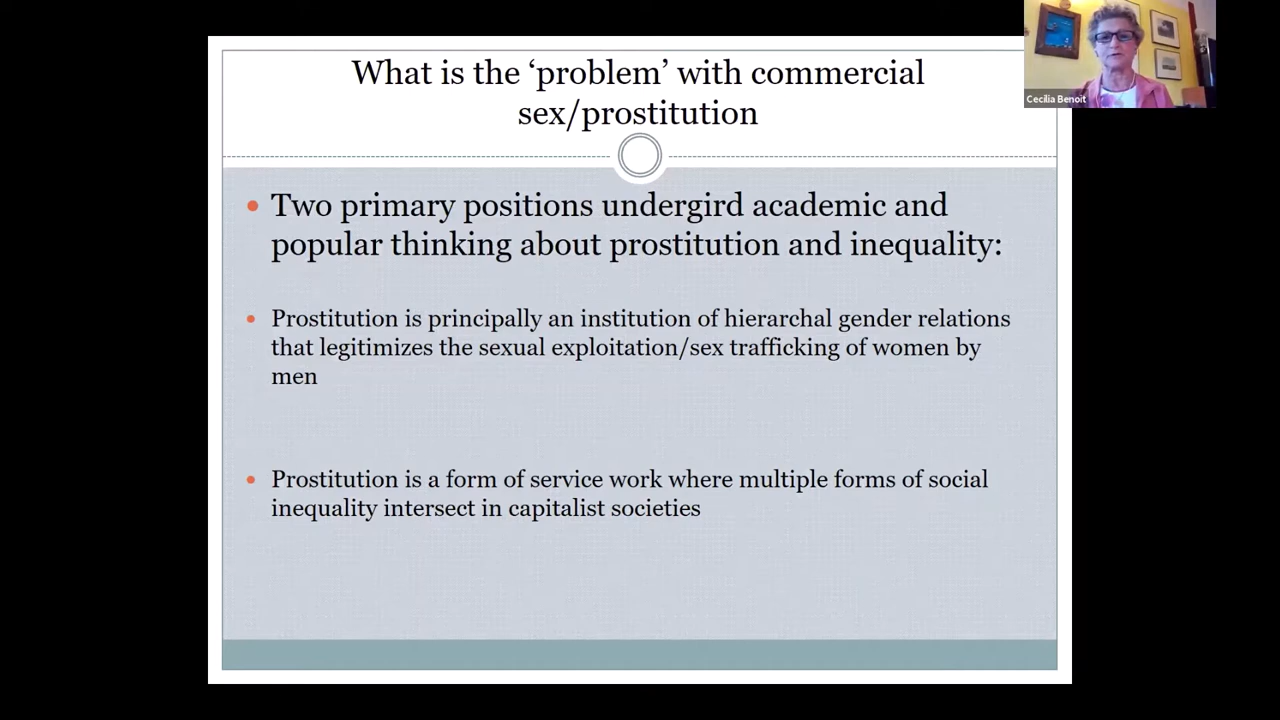 What is the ‘problem’ with commercial
sex/prostitution
Cecilia Benoit
• Two primary positions undergird academic and
popular thinking about prostitution and inequality:
• Prostitution is principally an institution of hierarchal gender relations
that legitimizes the sexual exploitation/sex trafficking of women by
men
• Prostitution is a form of service work where multiple forms of social
inequality intersect in capitalist societies